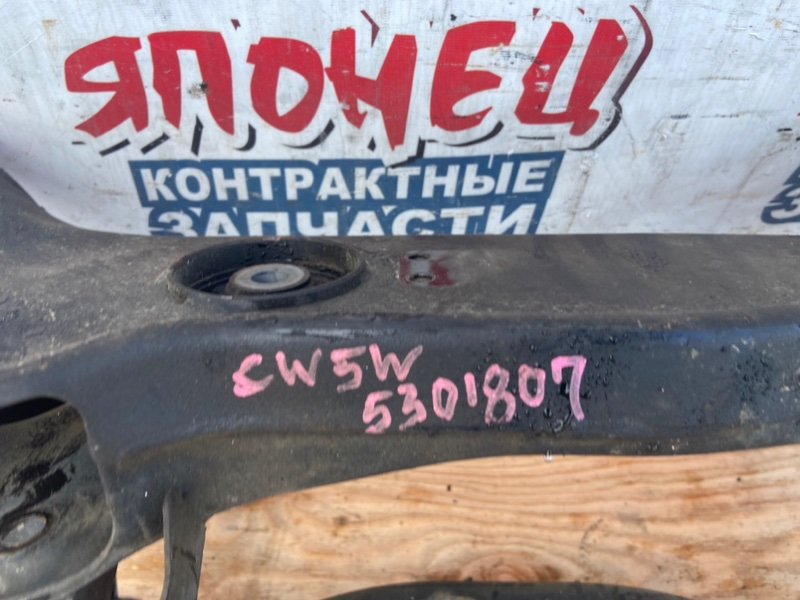 ЯПОНЕЦ
КОНТРАКТНЫЕ
ЗАПЧАСТИ
CW5W
5301807